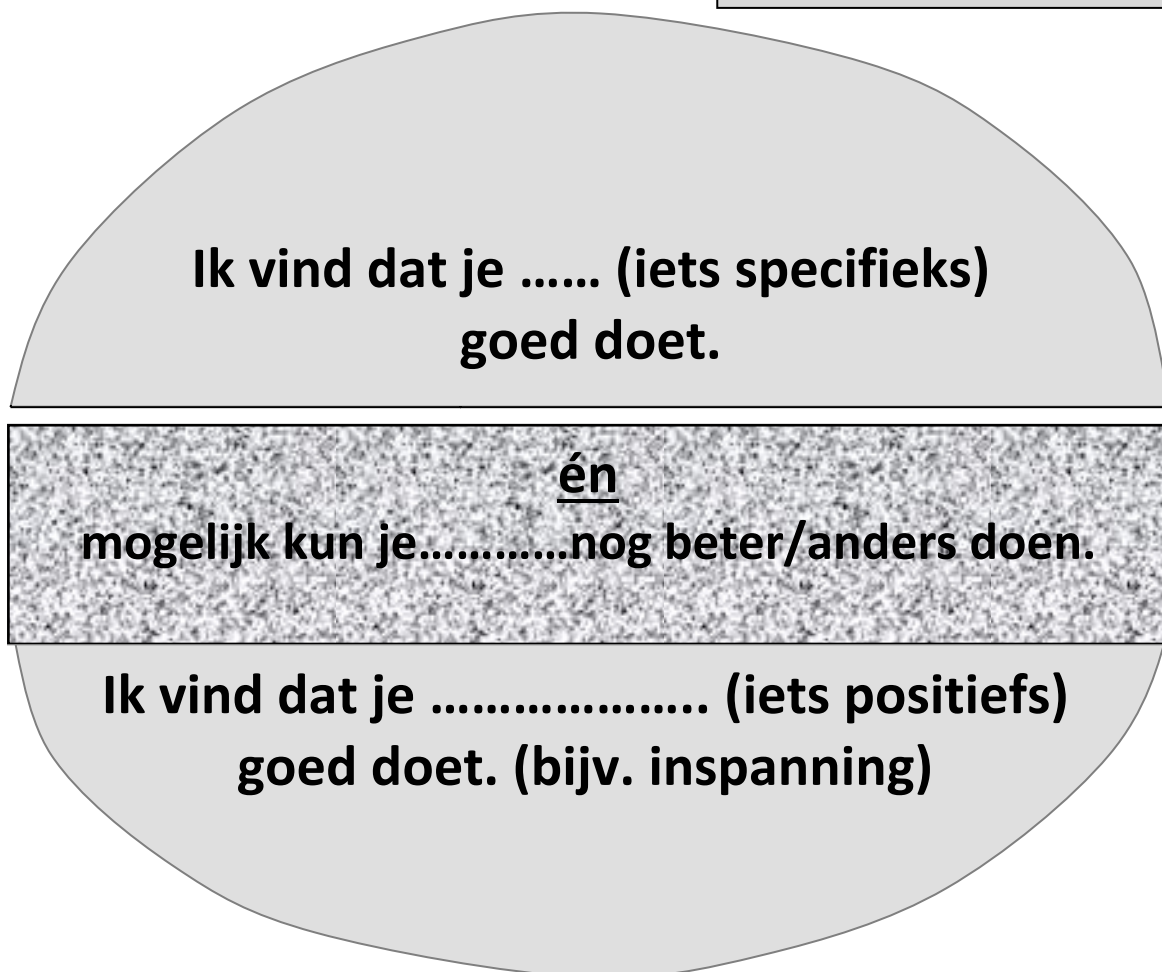 Ik vind dat je …… (iets specifieks)
goed doet.
én
mogelijk kun je…………nog beter/anders doen.
Ik vind dat je ……………….. (iets positiefs)
goed doet. (bijv. inspanning)